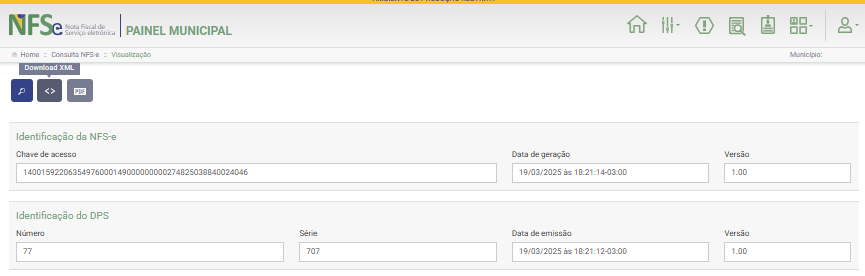 NFSe Nota Fiscal de
Serviço eletrônica
PAINEL MUNICIPAL
Home :: Consulta NFS-e :: Visualização
Município:
Download XML
PDF
Identificação da NFS-e
Chave de acesso
Data de geração
Versão
14001592206354976000149000000000274825038840024046
19/03/2025 às 18:21:14-03:00
1.00
Identificação do DPS
Número
Série
Data de emissão
Versão
77
707
19/03/2025 às 18:21:12-03:00
1.00